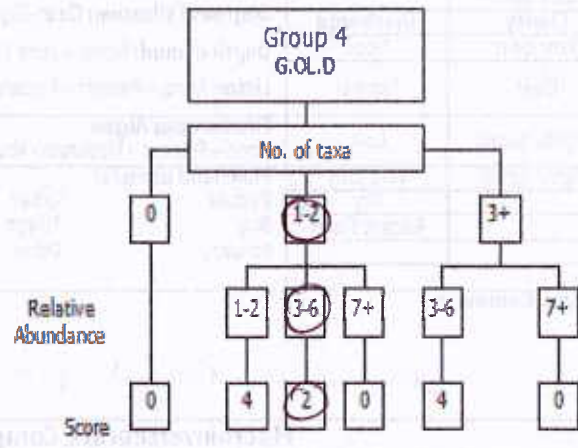 Group 4
G.OL.D
No. of taxa
0 1-2 3+
Relative
Abundance
1-2 3-6 7+ 3-6 7+
Score
0 4 2 0 4 0